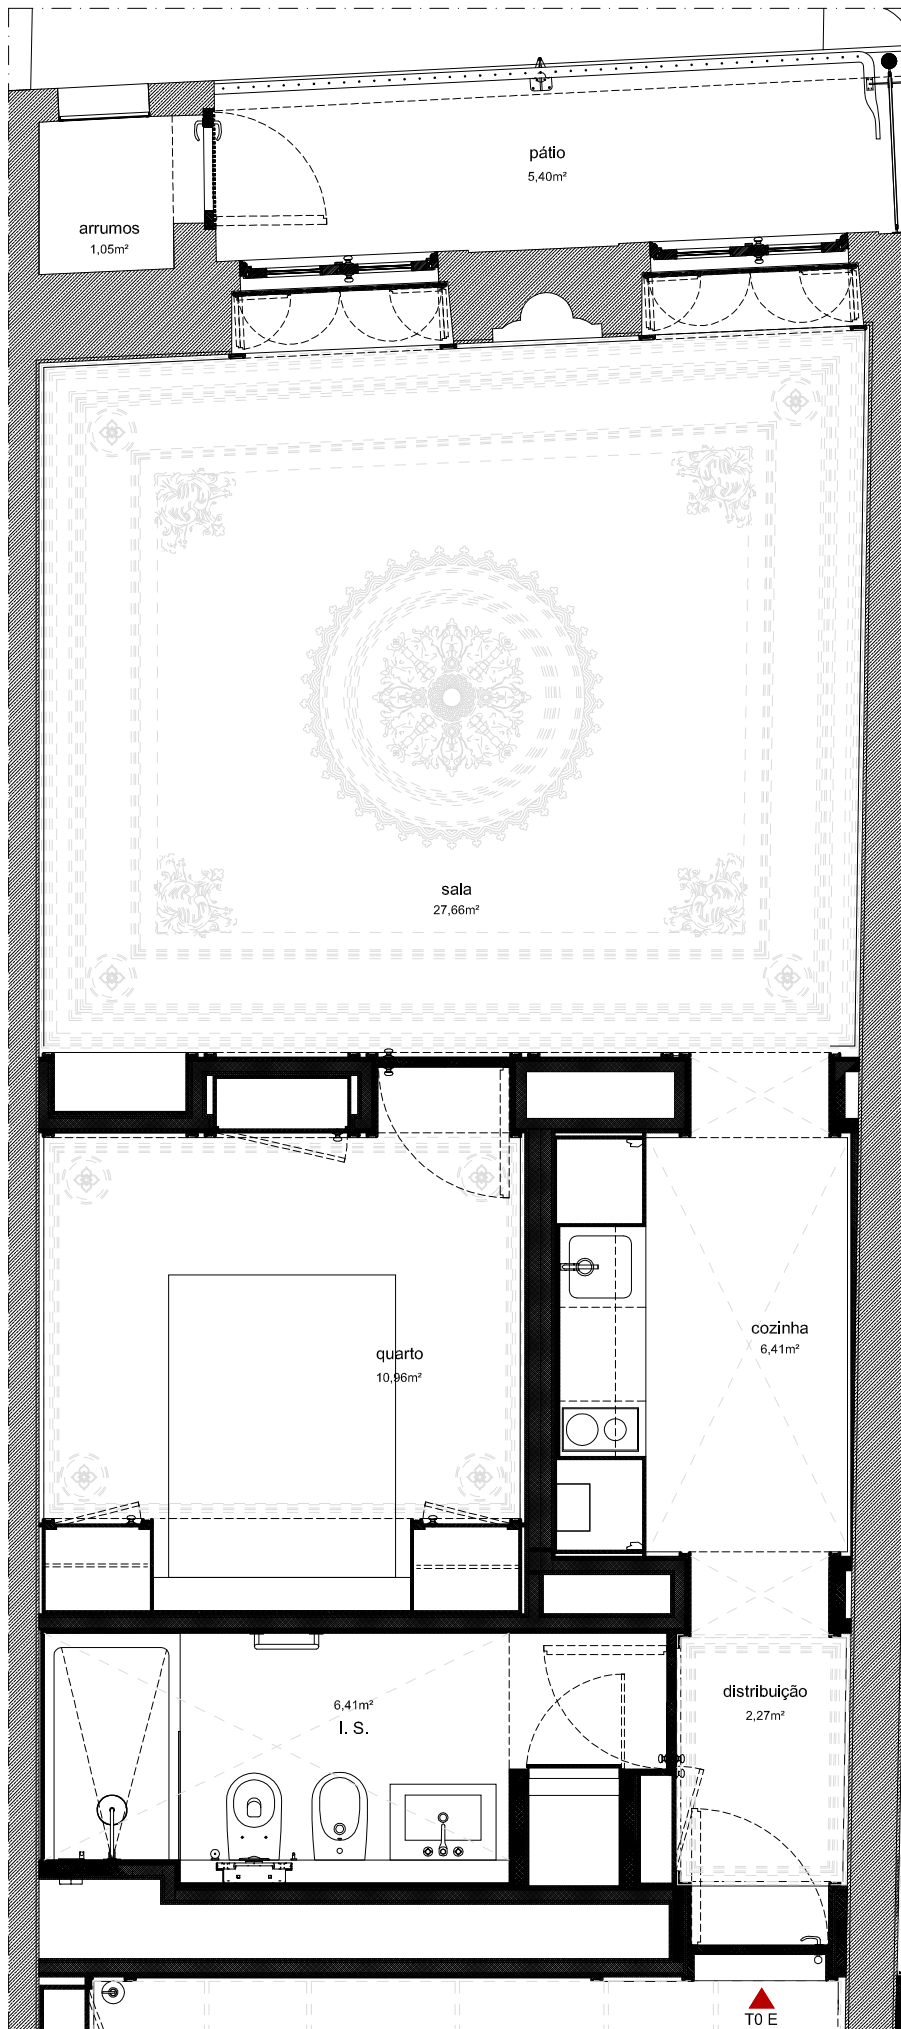 pátio
5,40m²
arrumos
1,05m²
sala
27,66m²
cozinha
6,41m²
quarto
10,96m²
distribuição
2,27m²
6,41m²
I. S.
T0 E